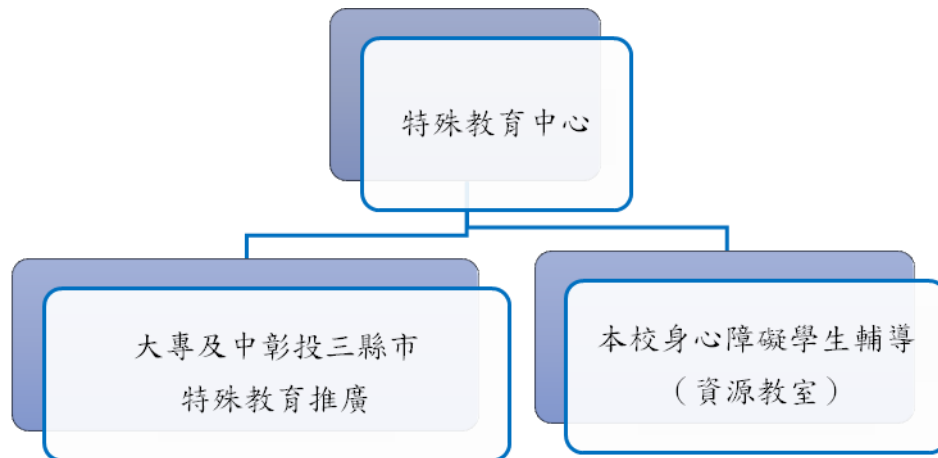 特殊教育中心
大專及中彰投三縣市
特殊教育推廣
本校身心障礙學生輔導
（資源教室）